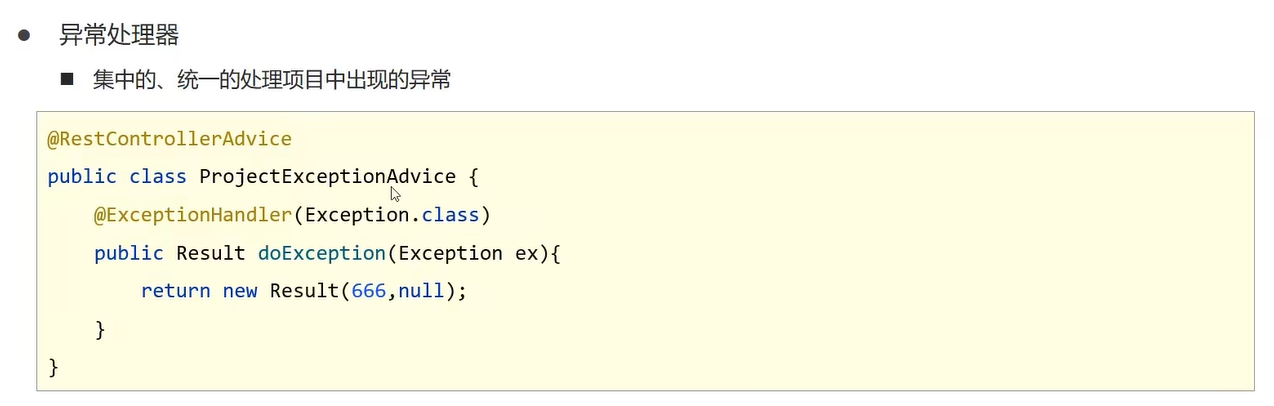 异常处理器
集中的、统一的处理项目中出现的异常
@RestControllerAdvice
public class ProjectExceptionAdvice {
    @ExceptionHandler(Exception.class)
    public Result doException(Exception ex){
        return new Result(666,null);
    }
}